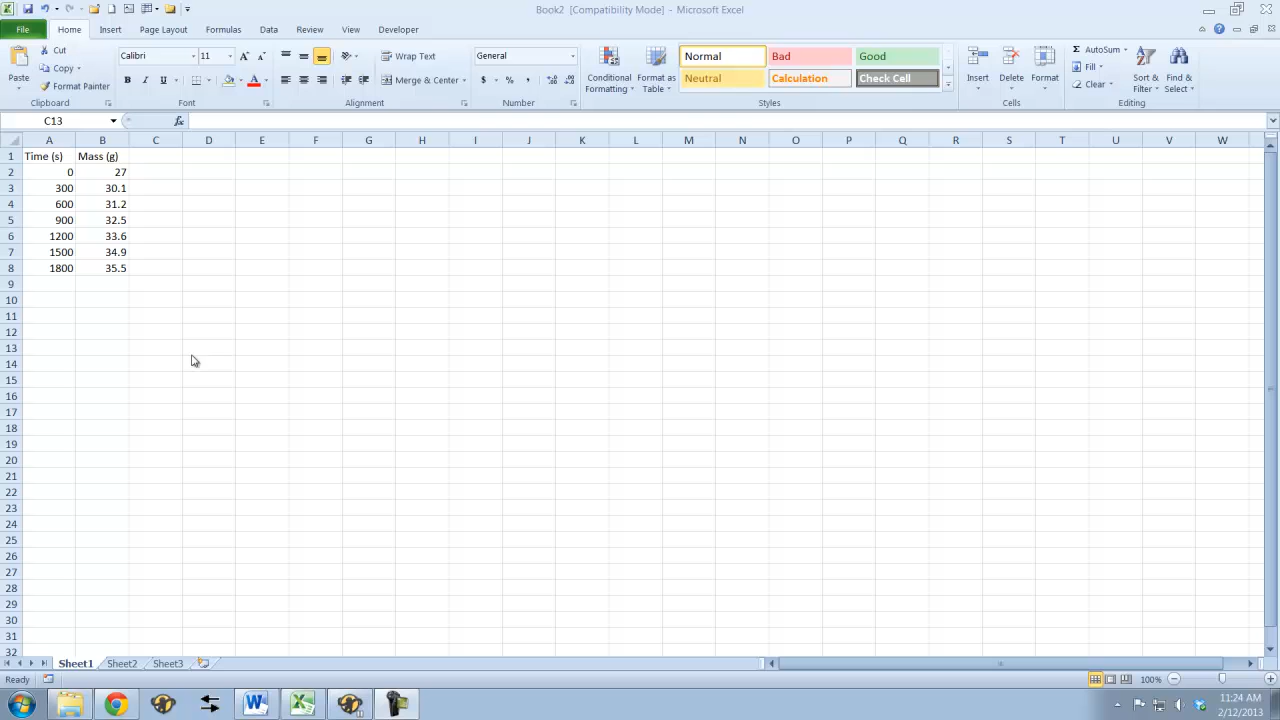 Book2 [Compatibility Mode] - Microsoft Excel
File Home Insert Page Layout Formulas Data Review View Developer
Cut Calibri 11 Wrap Text General Normal Bad Good AutoSum
Copy Fill
Paste Conditional Format as Insert Delete Format Sort & Find &
Format Painter Merge & Center $ % , Formatting Table Neutral Calculation Check Cell Clear Filter Select
Clipboard Font Alignment Number Styles Cells Editing
C13 fx
A B C D E F G H I J K L M N O P Q R S T U V W
1 Time (s) Mass (g)
2 0 27
3 300 30.1
4 600 31.2
5 900 32.5
6 1200 33.6
7 1500 34.9
8 1800 35.5
9
10
11
12
13
14
15
16
17
18
19
20
21
22
23
24
25
26
27
28
29
30
31
32
Sheet1 Sheet2 Sheet3
Ready 100%
11:24 AM
2/12/2013